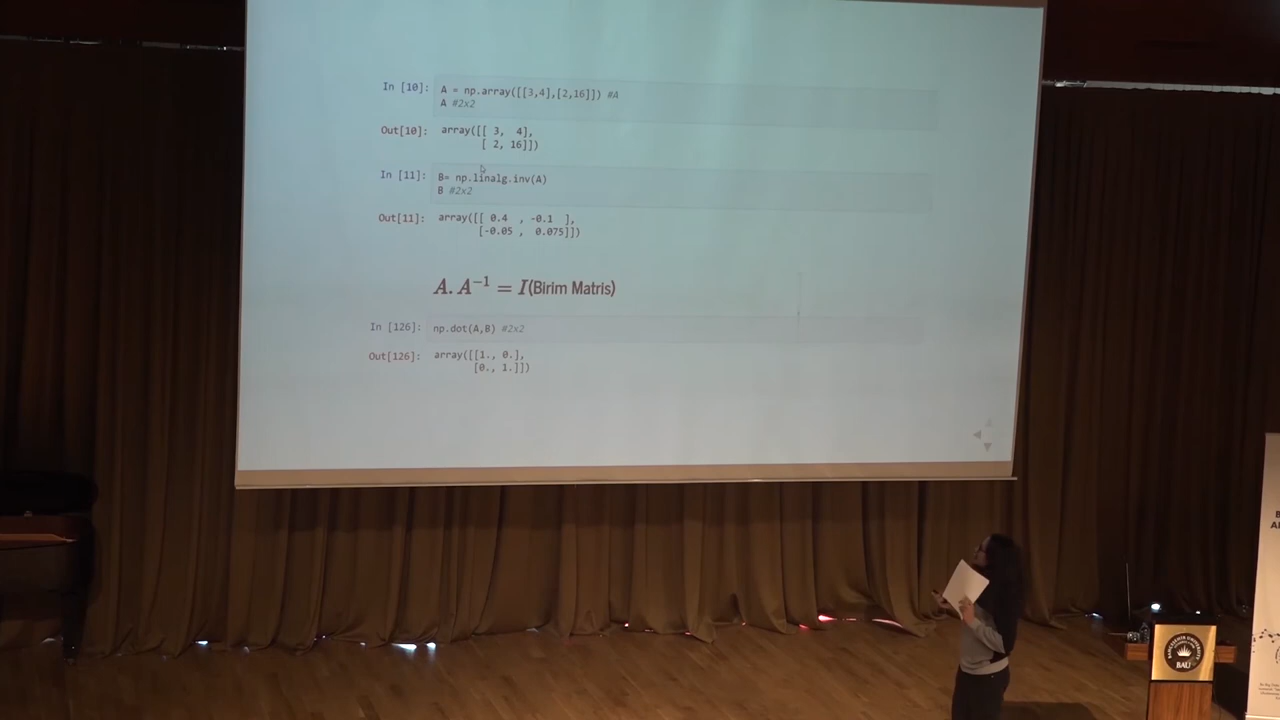 In [10]: A = np.array([[3,4],[2,16]]) #A
A #2x2
Out[10]: array([[ 3,  4],
[ 2, 16]])
In [11]: B= np.linalg.inv(A)
B #2x2
Out[11]: array([[ 0.4  , -0.1  ],
[-0.05 ,  0.075]])
A. A⁻¹ = I(Birim Matris)
In [126]: np.dot(A,B) #2x2
Out[126]: array([[1., 0.],
[0., 1.]])
BAU